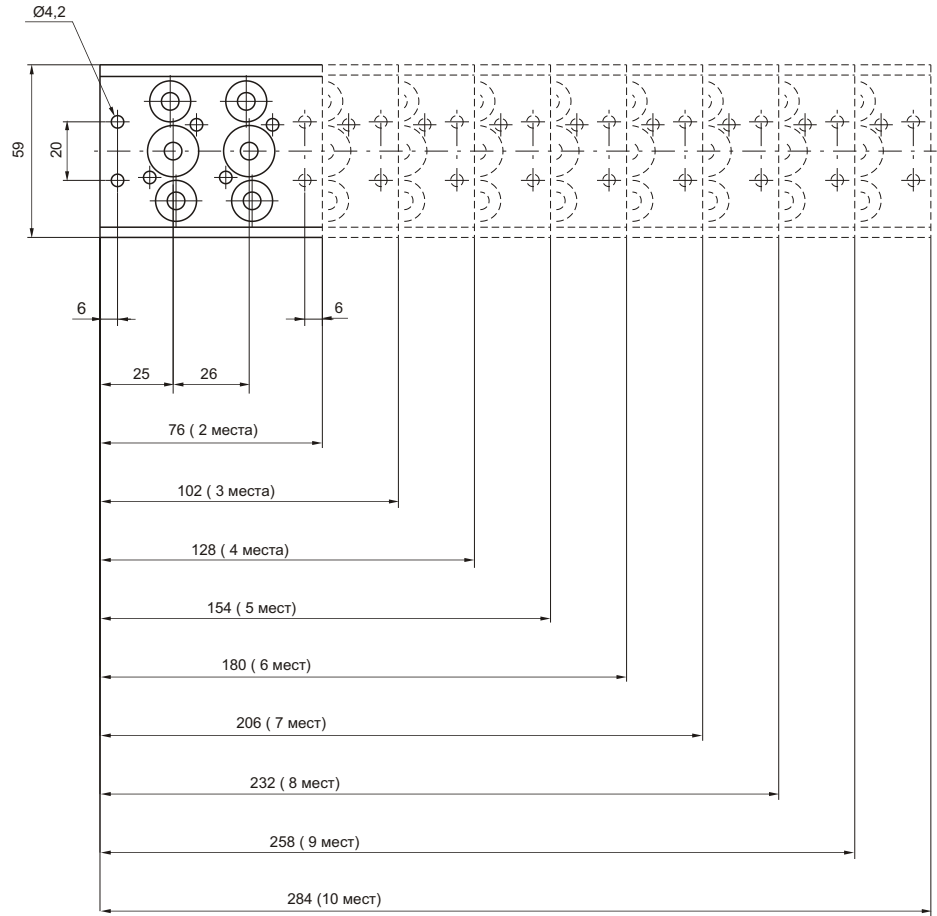 Ø4,2
59
20
6
6
25
26
76 ( 2 места)
102 ( 3 места)
128 ( 4 места)
154 ( 5 мест)
180 ( 6 мест)
206 ( 7 мест)
232 ( 8 мест)
258 ( 9 мест)
284 (10 мест)